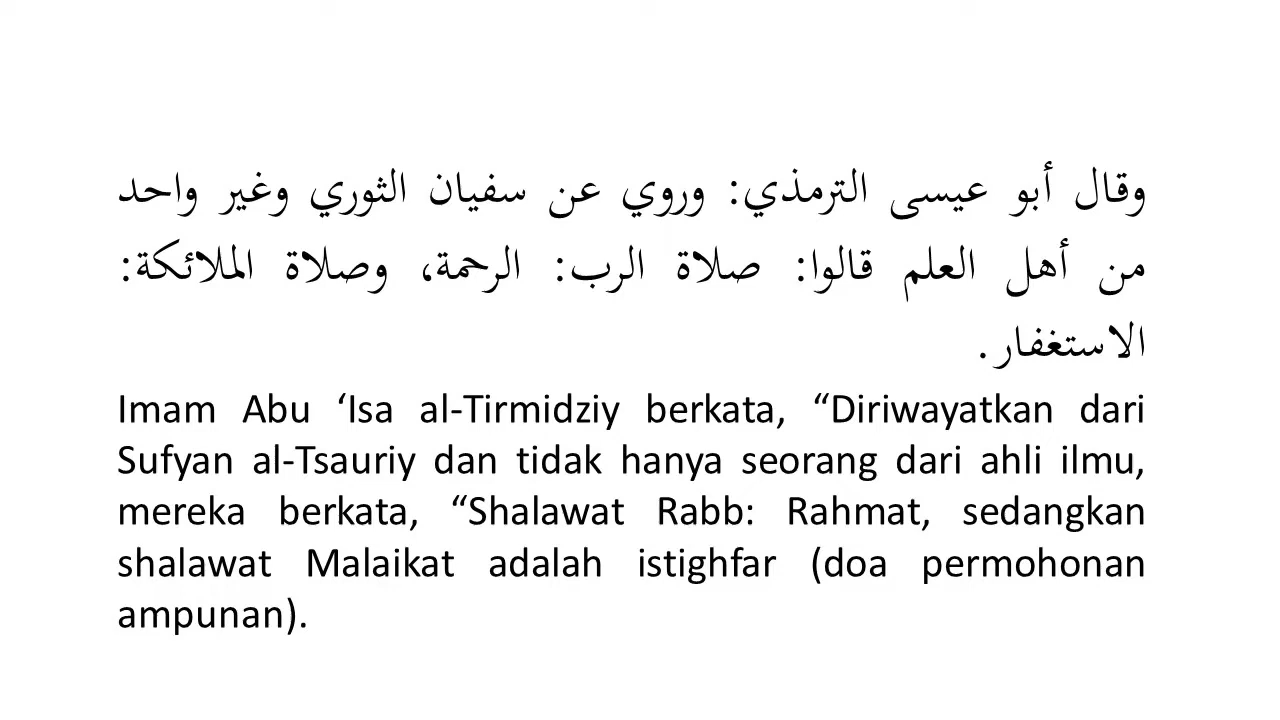 وقال أبو عيسى الترمذي: وروي عن سفيان الثوري وغير واحد
من أهل العلم قالوا: صلاة الرب: الرحمة، وصلاة الملائكة:
الاستغفار.
Imam Abu ‘Isa al-Tirmidziy berkata, “Diriwayatkan dari
Sufyan al-Tsauriy dan tidak hanya seorang dari ahli ilmu,
mereka berkata, “Shalawat Rabb: Rahmat, sedangkan
shalawat Malaikat adalah istighfar (doa permohonan
ampunan).